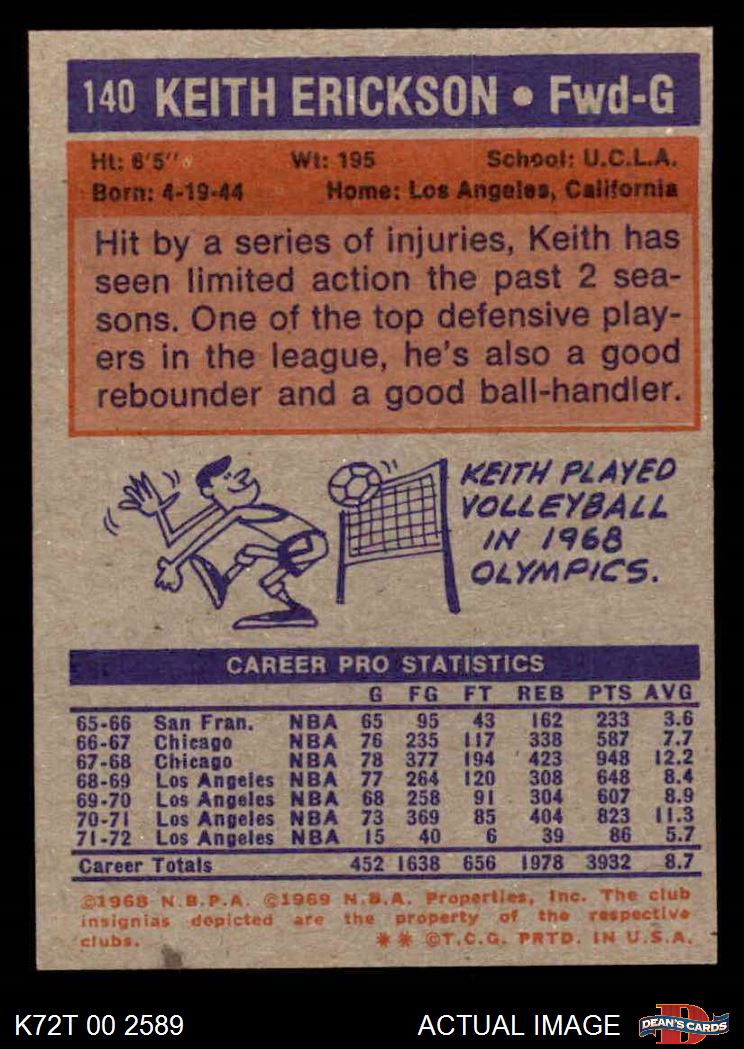 140 KEITH ERICKSON • Fwd-G
Ht: 6'5" Wt: 195 School: U.C.L.A.
Born: 4-19-44 Home: Los Angeles, California
Hit by a series of injuries, Keith has
seen limited action the past 2 sea-
sons. One of the top defensive play-
ers in the league, he's also a good
rebounder and a good ball-handler.
KEITH PLAYED
VOLLEYBALL
IN 1968
OLYMPICS.
CAREER PRO STATISTICS
G FG FT REB PTS AVG
65-66 San Fran. NBA 65 95 43 162 233 3.6
66-67 Chicago NBA 76 235 117 338 587 7.7
67-68 Chicago NBA 78 377 194 423 948 12.2
68-69 Los Angeles NBA 77 264 120 308 648 8.4
69-70 Los Angeles NBA 68 258 91 304 607 8.9
70-71 Los Angeles NBA 73 369 85 404 823 11.3
71-72 Los Angeles NBA 15 40 6 39 86 5.7
Career Totals 452 1638 656 1978 3932 8.7
©1968 N.B.P.A. ©1969 N.B.A. Properties, Inc. The club
insignias depicted are the property of the respective
clubs. ** ©T.C.G. PRTD. IN U.S.A.
K72T 00 2589 ACTUAL IMAGE DEAN'S CARDS